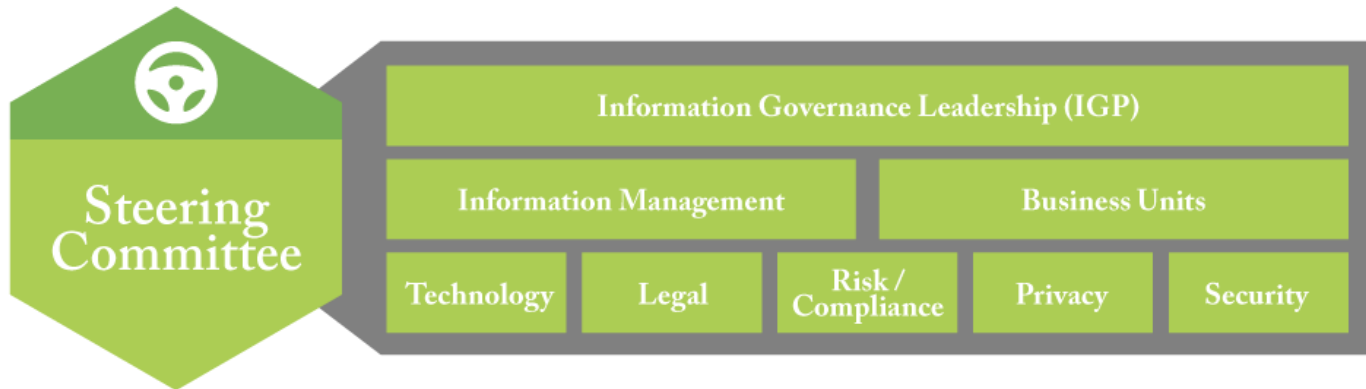 Steering
Committee
Information Governance Leadership (IGP)
Information Management
Business Units
Technology
Legal
Risk /
Compliance
Privacy
Security